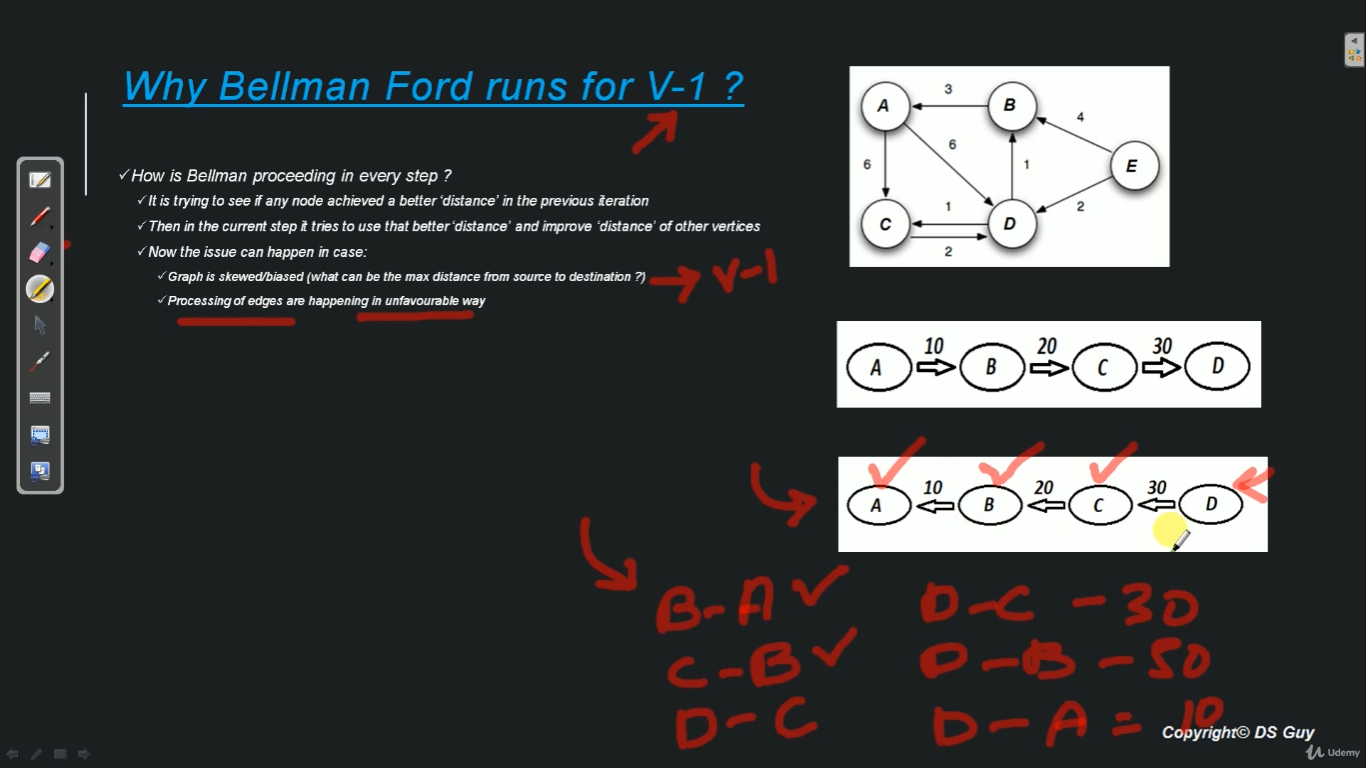 Why Bellman Ford runs for V-1 ?
✓How is Bellman proceeding in every step ?
✓It is trying to see if any node achieved a better ‘distance’ in the previous iteration
✓Then in the current step it tries to use that better ‘distance’ and improve ‘distance’ of other vertices
✓Now the issue can happen in case:
✓Graph is skewed/biased (what can be the max distance from source to destination ?) → V-1
✓Processing of edges are happening in unfavourable way
A 3 B
6 6 1 4 E
C 1 D 2
2
A 10 B 20 C 30 D
A 10 B 20 C 30 D
B-A ✓ D-C - 30
C-B ✓ D-B - 50
D-C D-A = 10
Copyright© DS Guy
Udemy